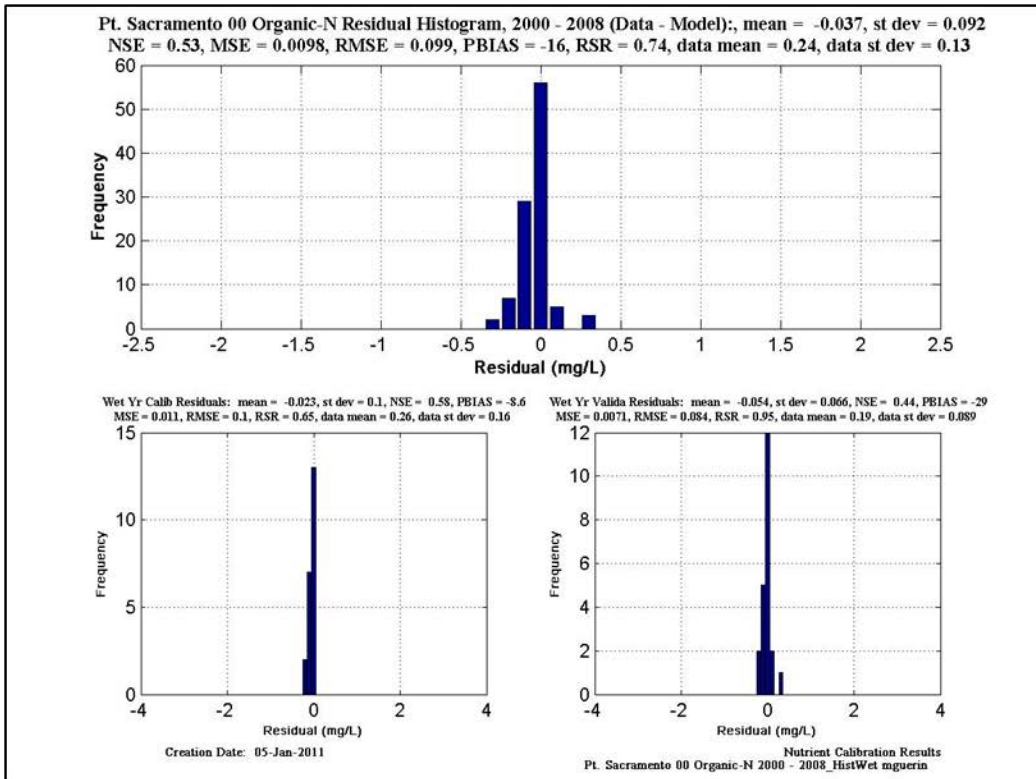 Pt. Sacramento 00 Organic-N Residual Histogram, 2000 - 2008 (Data - Model):, mean = -0.037, st dev = 0.092
NSE = 0.53, MSE = 0.0098, RMSE = 0.099, PBIAS = -16, RSR = 0.74, data mean = 0.24, data st dev = 0.13
60
50
40
30
20
10
0
Frequency
-2.5 -2 -1.5 -1 -0.5 0 0.5 1 1.5 2 2.5
Residual (mg/L)
Wet Yr Calib Residuals: mean = -0.023, st dev = 0.1, NSE = 0.58, PBIAS = -8.6
MSE = 0.011, RMSE = 0.1, RSR = 0.65, data mean = 0.26, data st dev = 0.16
15
10
5
0
Frequency
-4 -2 0 2 4
Residual (mg/L)
Creation Date: 05-Jan-2011
Wet Yr Valida Residuals: mean = -0.054, st dev = 0.066, NSE = 0.44, PBIAS = -29
MSE = 0.0071, RMSE = 0.084, RSR = 0.95, data mean = 0.19, data st dev = 0.089
12
10
8
6
4
2
0
Frequency
-4 -2 0 2 4
Residual (mg/L)
Nutrient Calibration Results
Pt. Sacramento 00 Organic-N 2000 - 2008_HistWet mguerin